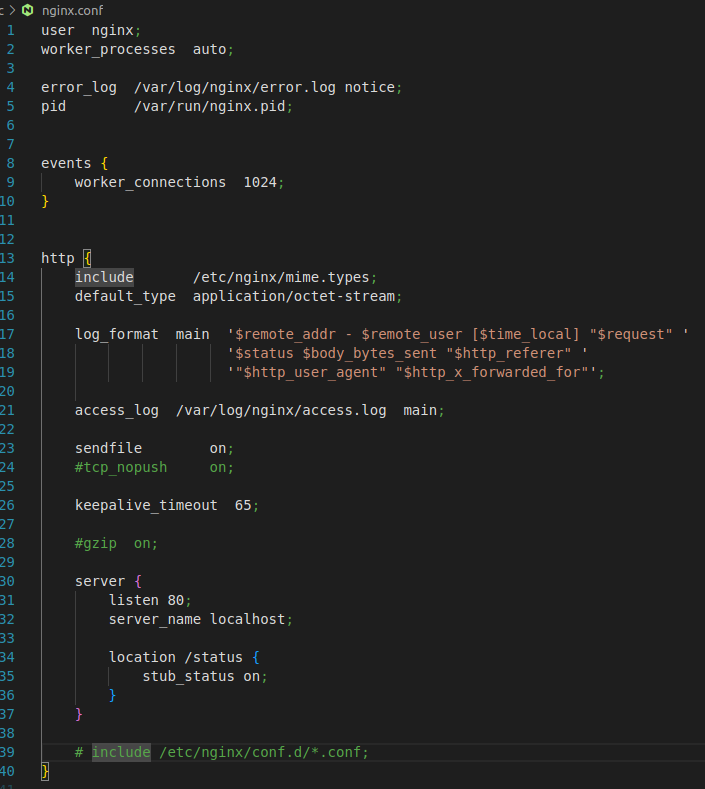 c > nginx.conf
1 user  nginx;
2 worker_processes  auto;
3
4 error_log  /var/log/nginx/error.log notice;
5 pid        /var/run/nginx.pid;
6
7
8 events {
9     worker_connections  1024;
10 }
11
12
13 http {
14     include       /etc/nginx/mime.types;
15     default_type  application/octet-stream;
16
17     log_format  main  '$remote_addr - $remote_user [$time_local] "$request" '
18                       '$status $body_bytes_sent "$http_referer" '
19                       '"$http_user_agent" "$http_x_forwarded_for"';
20
21     access_log  /var/log/nginx/access.log  main;
22
23     sendfile        on;
24     #tcp_nopush     on;
25
26     keepalive_timeout  65;
27
28     #gzip  on;
29
30     server {
31         listen 80;
32         server_name localhost;
33
34         location /status {
35             stub_status on;
36         }
37     }
38
39     # include /etc/nginx/conf.d/*.conf;
40 }